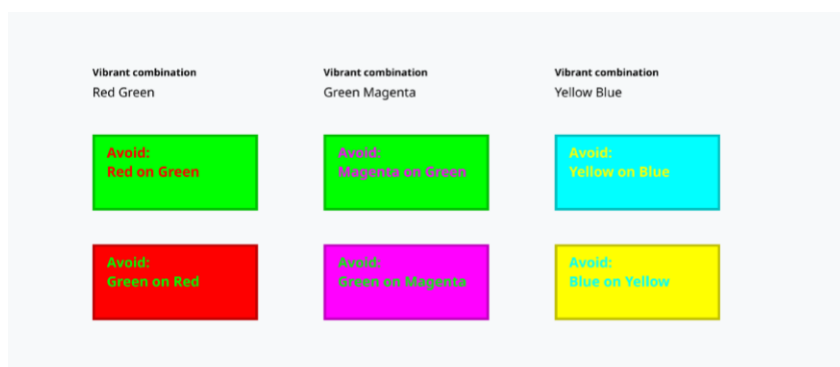 Vibrant combination
Red Green
Avoid:
Red on Green
Avoid:
Green on Red
Vibrant combination
Green Magenta
Avoid:
Magenta on Green
Avoid:
Green on Magenta
Vibrant combination
Yellow Blue
Avoid:
Yellow on Blue
Avoid:
Blue on Yellow